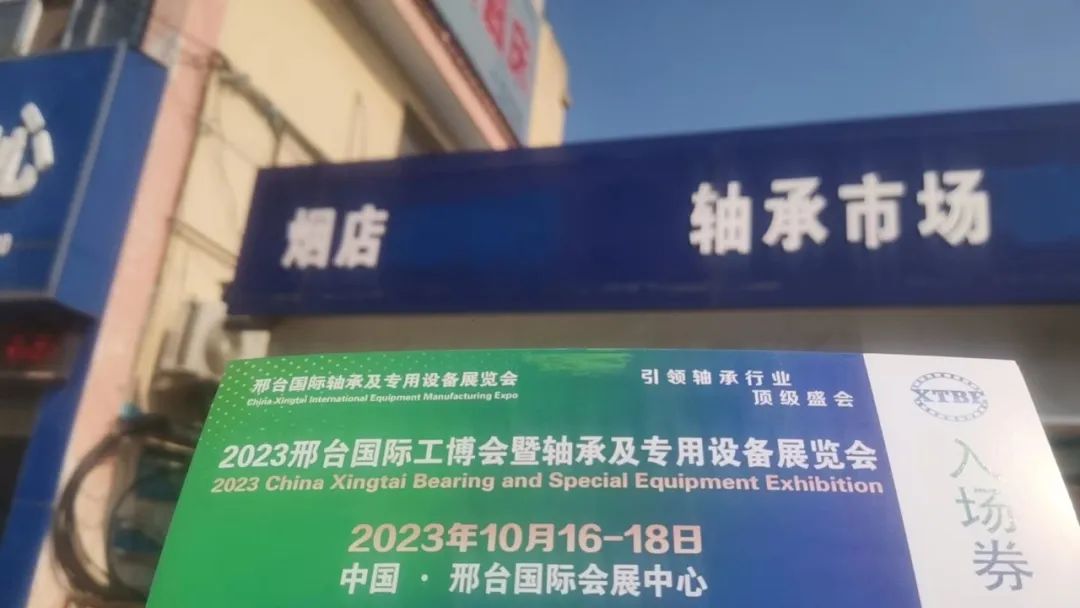 心
烟店
轴承市场
邢台国际轴承及专用设备展览会
China Xingtai International Equipment Manufacturing Expo
引领轴承行业
顶级盛会
XTBE
2023邢台国际工博会暨轴承及专用设备展览会
2023 China Xingtai Bearing and Special Equipment Exhibition
2023年10月16-18日
中国·邢台国际会展中心
入场券